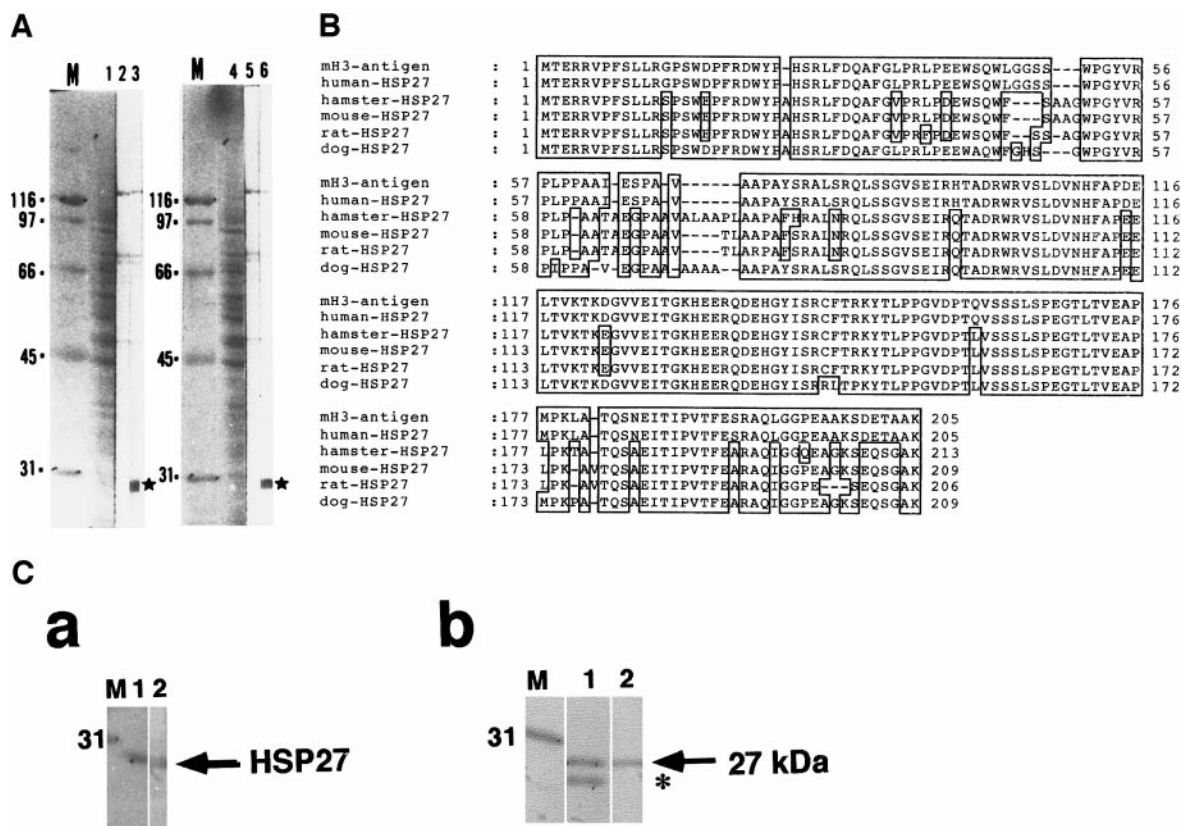 A
M 1 2 3 M 4 5 6
116
97
66
45
31
★
116
97
66
45
31
★
B
mH3-antigen : 1 MTERRVPFSLLRGPSWDPFRDWYP-HSRLFDQAFGLPRLPEEWSQWLGGSS---WPGYVR 56
human-HSP27 : 1 MTERRVPFSLLRGPSWDPFRDWYP-HSRLFDQAFGLPRLPEEWSQWLGGSS---WPGYVR 56
hamster-HSP27 : 1 MTERRVPFSLLRSPSWEPFRDWYPAHSRLFDQAFGVPRLPDEWSQWF---SAAGWPGYVR 57
mouse-HSP27 : 1 MTERRVPFSLLRSPSWEPFRDWYPAHSRLFDQAFGVPRLPDEWSQWF---SAAGWPGYVR 57
rat-HSP27 : 1 MTERRVPFSLLRSPSWEPFRDWYPAHSRLFDQAFGVPRFPDEWSQWF---SS-AGWPGYVR 57
dog-HSP27 : 1 MTERRVPFSLLRSPSWDPFRDWYPAHSRLFDQAFGLPRLPEEWAQWFGHS---GWPGYVR 57
mH3-antigen : 57 PLPPAAI-ESPA-V------AAPAYSRALSRQLSSGVSEIRHTADRWRVSLDVNHFAPDE 116
human-HSP27 : 57 PLPPAAI-ESPA-V------AAPAYSRALSRQLSSGVSEIRHTADRWRVSLDVNHFAPDE 116
hamster-HSP27 : 58 PLP-AATAEGPAAVALAAPLAAPAFHRALNRQLSSGVSEIRQTADRWRVSLDVNHFAPEE 116
mouse-HSP27 : 58 PLP-AATAEGPAAV----TLAAPAFSRALNRQLSSGVSEIRQTADRWRVSLDVNHFAPEE 112
rat-HSP27 : 58 PLP-AATAEGPAAV----TLAAPAFSRALNRQLSSGVSEIRQTADRWRVSLDVNHFAPEE 112
dog-HSP27 : 58 PIPPA-V-EGPAA-AAAA--AAPAYSRALSRQLSSGVSEIRQTADRWRVSLDVNHFAPEE 112
mH3-antigen :117 LTVKTKDGVVEITGKHEERQDEHGYISRCFTRKYTLPPGVDPTQVSSSLSPEGTLTVEAP 176
human-HSP27 :117 LTVKTKDGVVEITGKHEERQDEHGYISRCFTRKYTLPPGVDPTQVSSSLSPEGTLTVEAP 176
hamster-HSP27 :117 LTVKTKEGVVEITGKHEERQDEHGYISRCFTRKYTLPPGVDPTLVSSSLSPEGTLTVEAP 176
mouse-HSP27 :113 LTVKTKEGVVEITGKHEERQDEHGYISRCFTRKYTLPPGVDPTLVSSSLSPEGTLTVEAP 172
rat-HSP27 :113 LTVKTKEGVVEITGKHEERQDEHGYISRCFTRKYTLPPGVDPTLVSSSLSPEGTLTVEAP 172
dog-HSP27 :113 LTVKTKDGVVEITGKHEERQDEHGYISRRLTPKYTLPPGVDPTLVSSSLSPEGTLTVEAP 172
mH3-antigen :177 MPKLA-TQSNEITIPVTFESRAQLGGPEAAKSDETAAK 205
human-HSP27 :177 MPKLA-TQSNEITIPVTFESRAQLGGPEAAKSDETAAK 205
hamster-HSP27 :177 LPKTA-TQSAEITIPVTFEARAQIGGQEAGKSEQSGAK 213
mouse-HSP27 :173 LPK-AVTQSAEITIPVTFEARAQIGGPEAGKSEQSGAK 209
rat-HSP27 :173 LPK-AVTQSAEITIPVTFEARAQIGGPE---SEQSGAK 206
dog-HSP27 :173 MPKPA-TQSAEITIPVTFEARAQIGGPEAGKSEQSGAK 209
C
a
M 1 2
31
HSP27
b
M 1 2
31
27 kDa
*